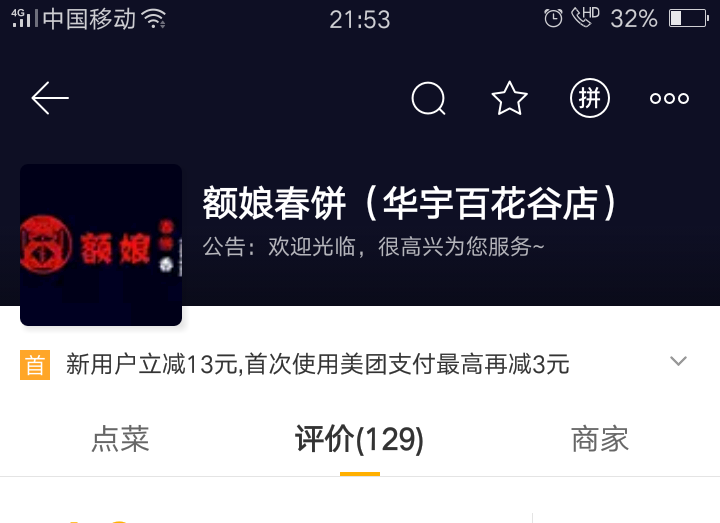 4G 中国移动 21:53 HD 32%
拼
额娘春饼（华宇百花谷店）
公告：欢迎光临，很高兴为您服务~
额娘
首 新用户立减13元,首次使用美团支付最高再减3元
点菜 评价(129) 商家